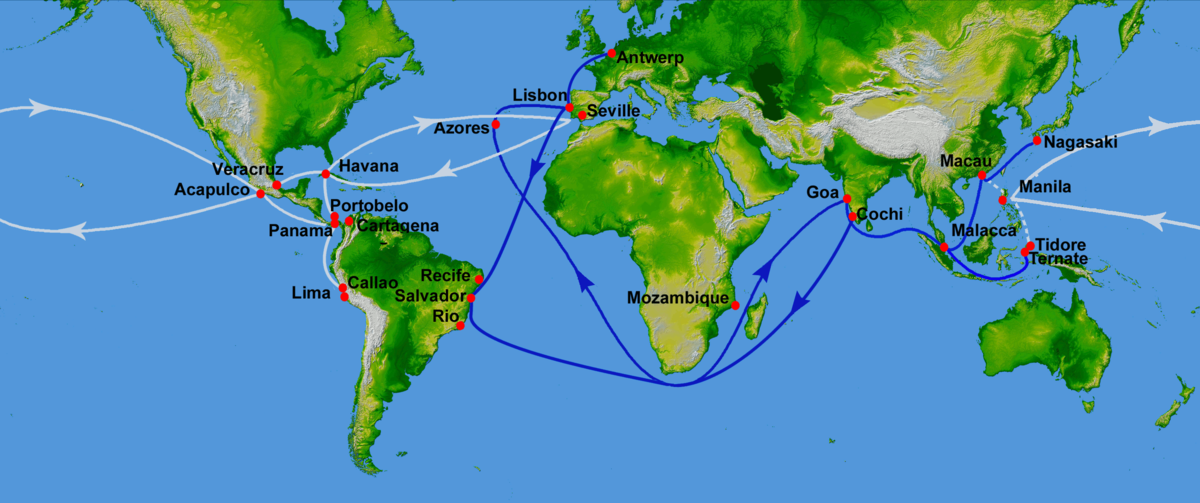 Antwerp
Lisbon
Seville
Azores
Nagasaki
Macau
Havana
Veracruz
Acapulco
Manila
Goa
Portobelo
Cochi
Cartagena
Panama
Malacca
Tidore
Ternate
Recife
Callao
Lima
Salvador
Mozambique
Rio